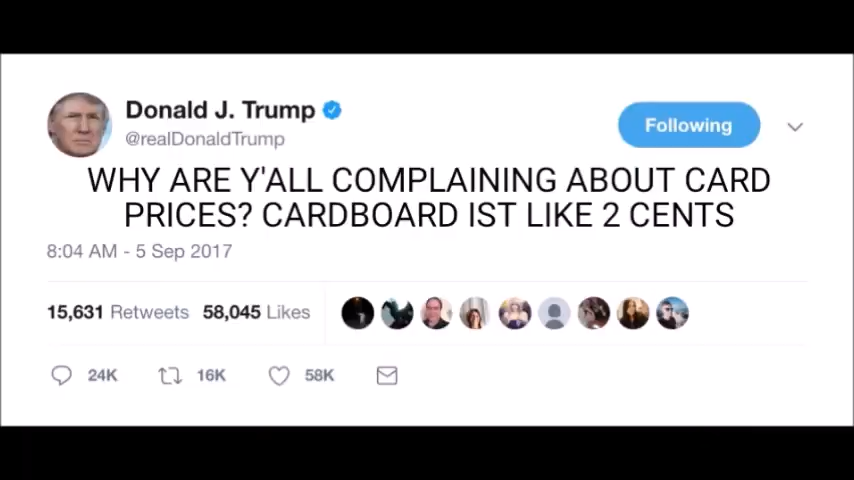 Donald J. Trump
@realDonaldTrump
Following
WHY ARE Y'ALL COMPLAINING ABOUT CARD
PRICES? CARDBOARD IST LIKE 2 CENTS
8:04 AM - 5 Sep 2017
15,631 Retweets 58,045 Likes
24K 16K 58K